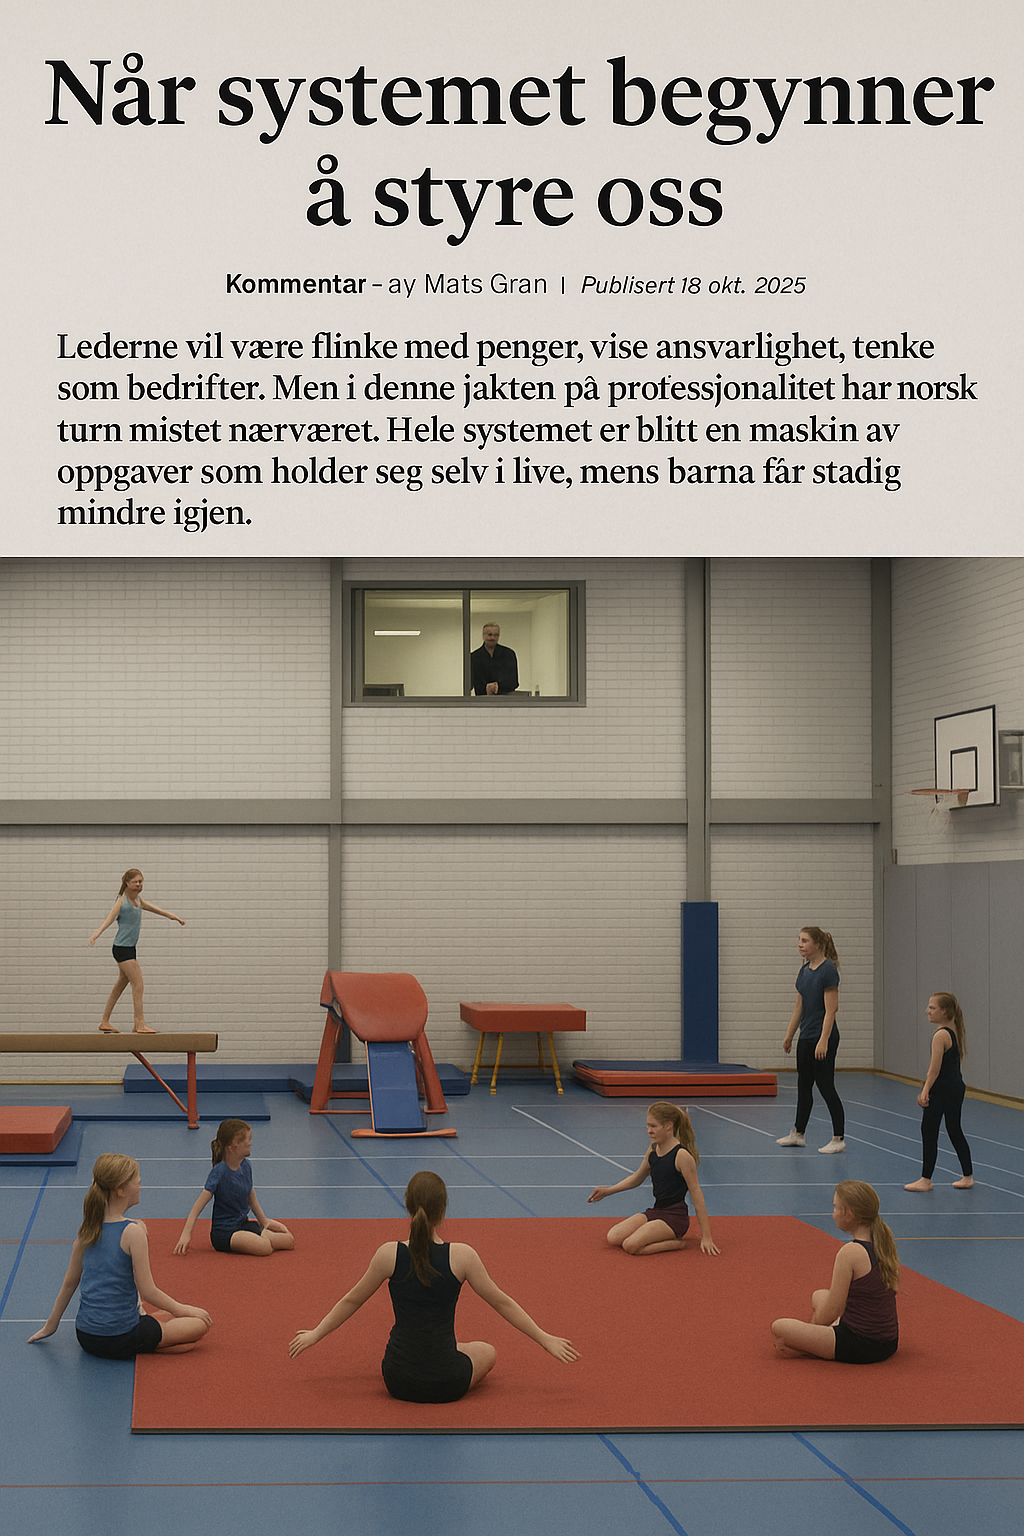 Når systemet begynner
å styre oss
Kommentar – ay Mats Gran | Publisert 18 okt. 2025
Lederne vil være flinke med penger, vise ansvarlighet, tenke
som bedrifter. Men i denne jakten på profesjonalitet har norsk
turn mistet nærværet. Hele systemet er blitt en maskin av
oppgaver som holder seg selv i live, mens barna får stadig
mindre igjen.